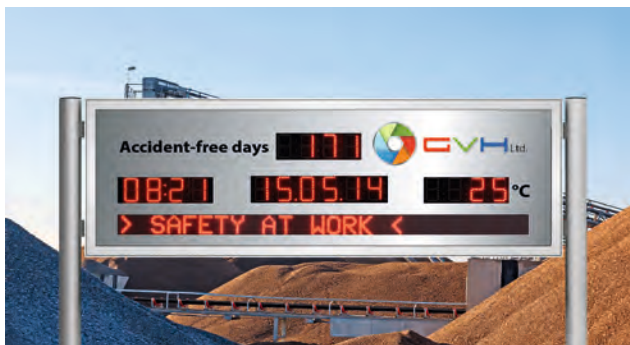 Accident-free days 171 GVH Ltd.
08:21 15.05.14 25 °C
> SAFETY AT WORK <